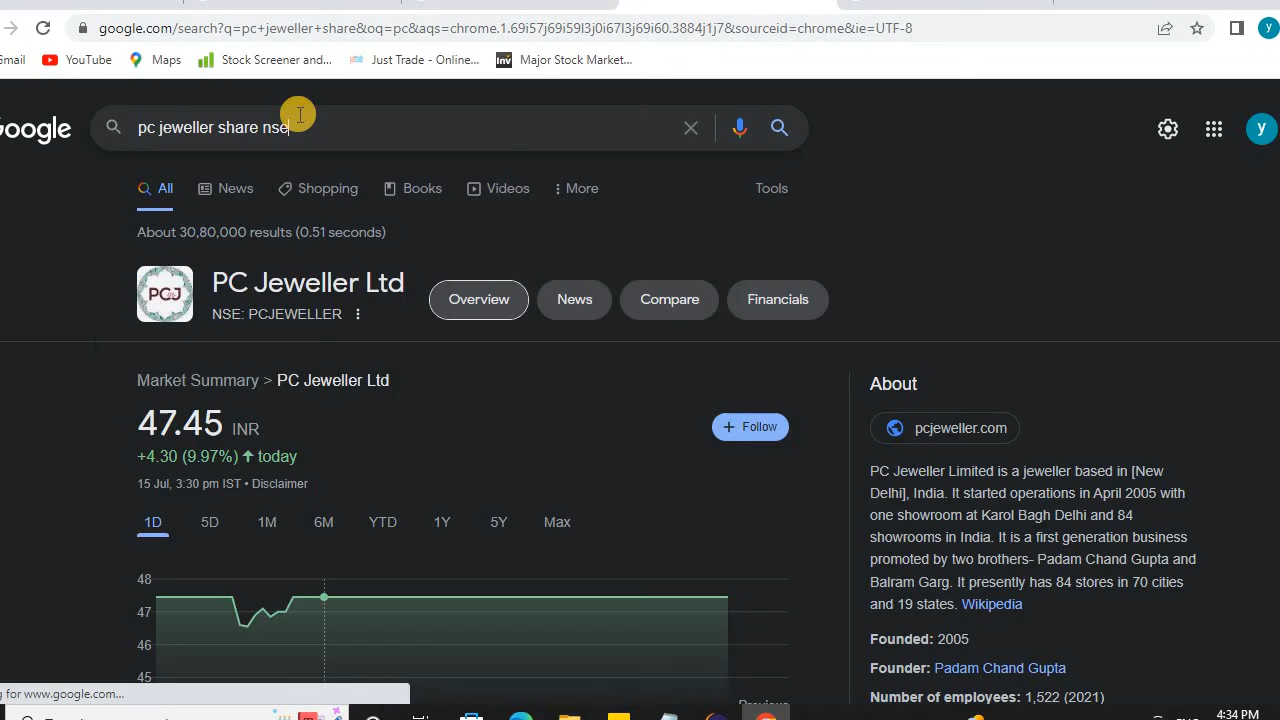 google.com/search?q=pc+jeweller+share&oq=pc&aqs=chrome.1.69i57j69i59l3j0i67l3j69i60.3884j1j7&sourceid=chrome&ie=UTF-8
y
Gmail YouTube Maps Stock Screener and... Just Trade - Online... Inv Major Stock Market...
Google pc jeweller share nse y
All News Shopping Books Videos More Tools
About 30,80,000 results (0.51 seconds)
PCJ PC Jeweller Ltd
NSE: PCJEWELLER
Overview News Compare Financials
Market Summary > PC Jeweller Ltd
47.45 INR
+ Follow
+4.30 (9.97%) ↑ today
15 Jul, 3:30 pm IST • Disclaimer
1D 5D 1M 6M YTD 1Y 5Y Max
48
47
46
45
About
pcjeweller.com
PC Jeweller Limited is a jeweller based in [New
Delhi], India. It started operations in April 2005 with
one showroom at Karol Bagh Delhi and 84
showrooms in India. It is a first generation business
promoted by two brothers- Padam Chand Gupta and
Balram Garg. It presently has 84 stores in 70 cities
and 19 states. Wikipedia
Founded: 2005
Founder: Padam Chand Gupta
Number of employees: 1,522 (2021)
g for www.google.com...
4:34 PM